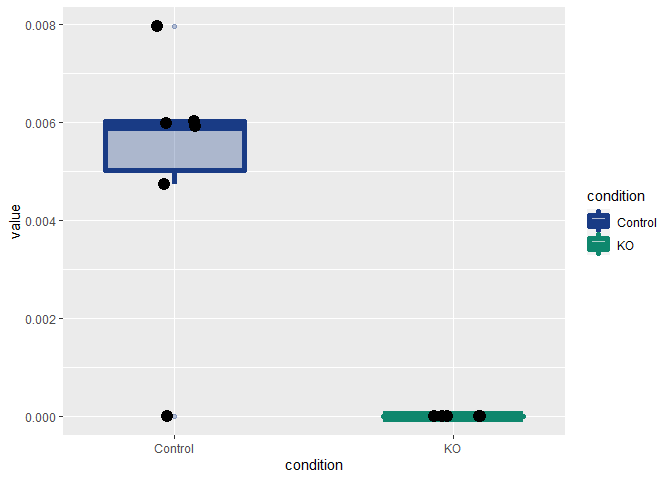 0.008
0.006
0.004
0.002
0.000
value
Control
KO
condition
condition
Control
KO